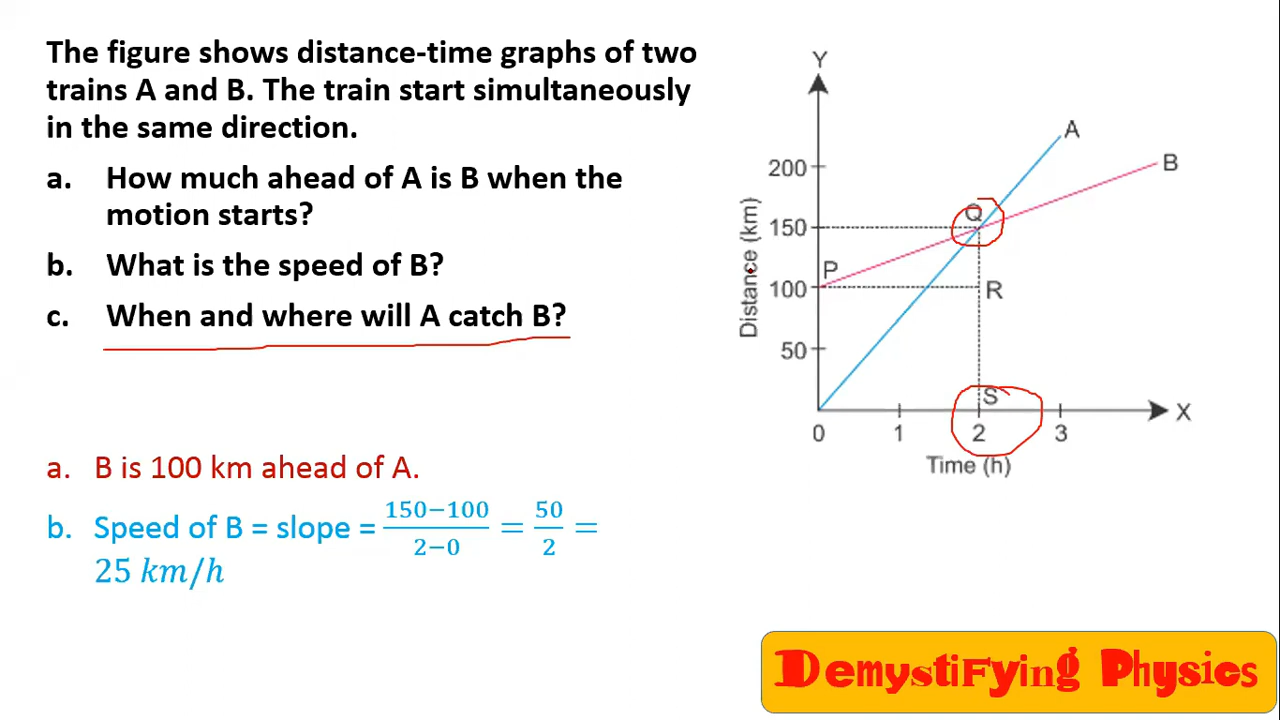 The figure shows distance-time graphs of two
trains A and B. The train start simultaneously
in the same direction.
a. How much ahead of A is B when the
motion starts?
b. What is the speed of B?
c. When and where will A catch B?
a. B is 100 km ahead of A.
b. Speed of B = slope = \frac{150−100}{2−0} = \frac{50}{2} =
25 km/h
Y
A
200
B
Q
150
P
100
R
50
S
X
0 1 2 3
Distance (km)
Time (h)
Demystifying Physics